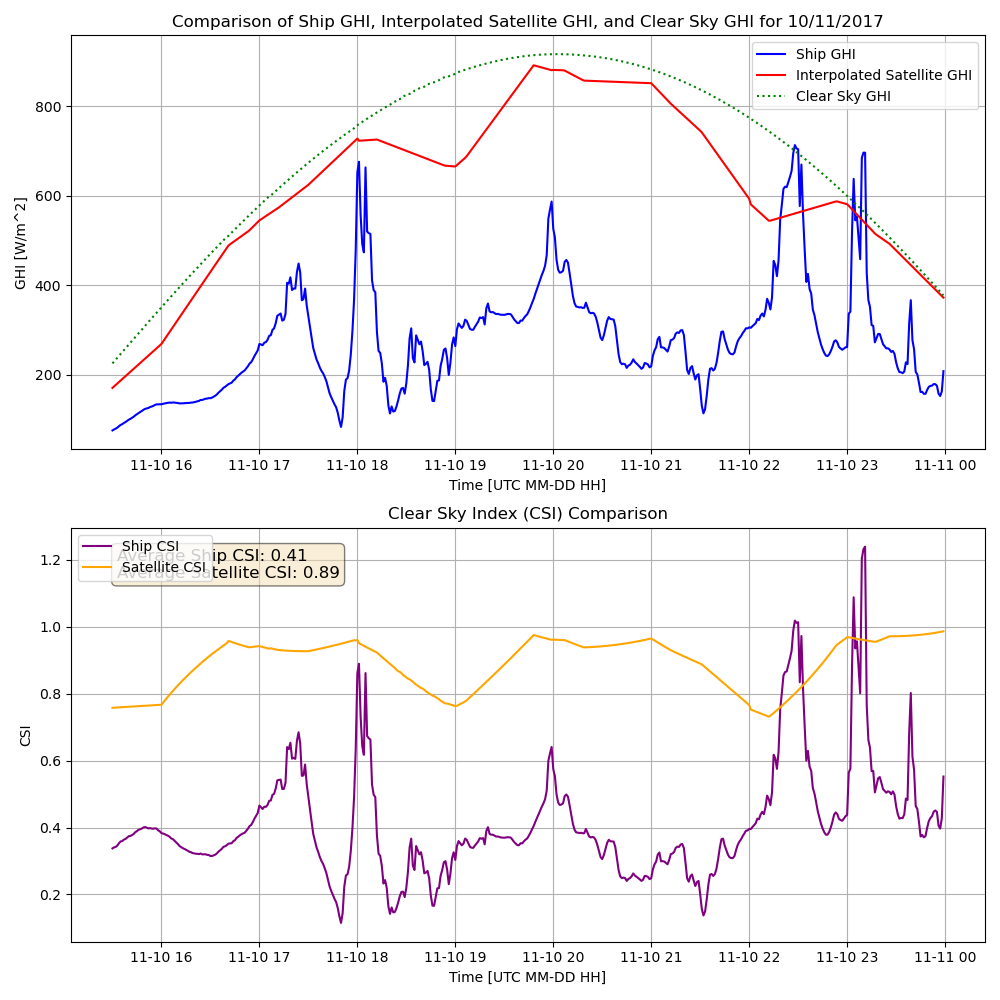 Comparison of Ship GHI, Interpolated Satellite GHI, and Clear Sky GHI for 10/11/2017
Ship GHI
Interpolated Satellite GHI
Clear Sky GHI
GHI [W/m^2]
800
600
400
200
11-10 16 11-10 17 11-10 18 11-10 19 11-10 20 11-10 21 11-10 22 11-10 23 11-11 00
Time [UTC MM-DD HH]
Clear Sky Index (CSI) Comparison
Ship CSI
Satellite CSI
Average Ship CSI: 0.41
Average Satellite CSI: 0.89
CSI
1.2
1.0
0.8
0.6
0.4
0.2
11-10 16 11-10 17 11-10 18 11-10 19 11-10 20 11-10 21 11-10 22 11-10 23 11-11 00
Time [UTC MM-DD HH]